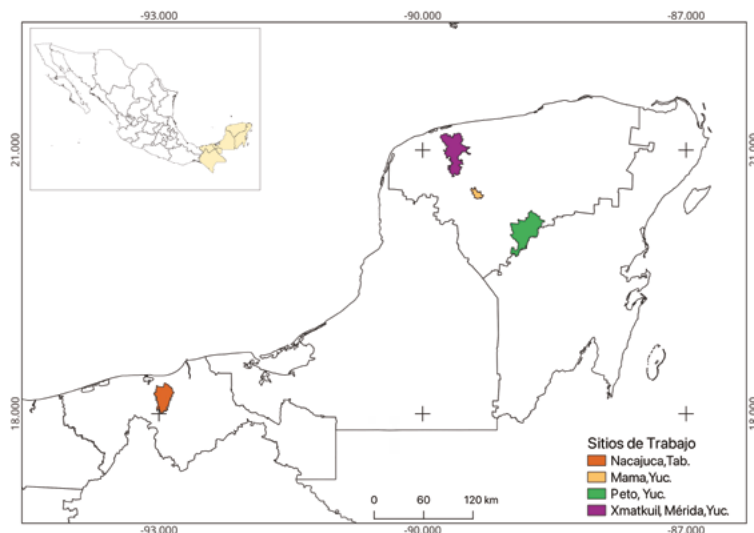 -93.000 -90.000 -87.000
21.000 21.000
18.000 18.000
Sitios de Trabajo
Nacajuca,Tab.
Mama,Yuc.
Peto, Yuc.
Xmatkuil, Mérida,Yuc.
0 60 120 km
-93.000 -90.000 -87.000